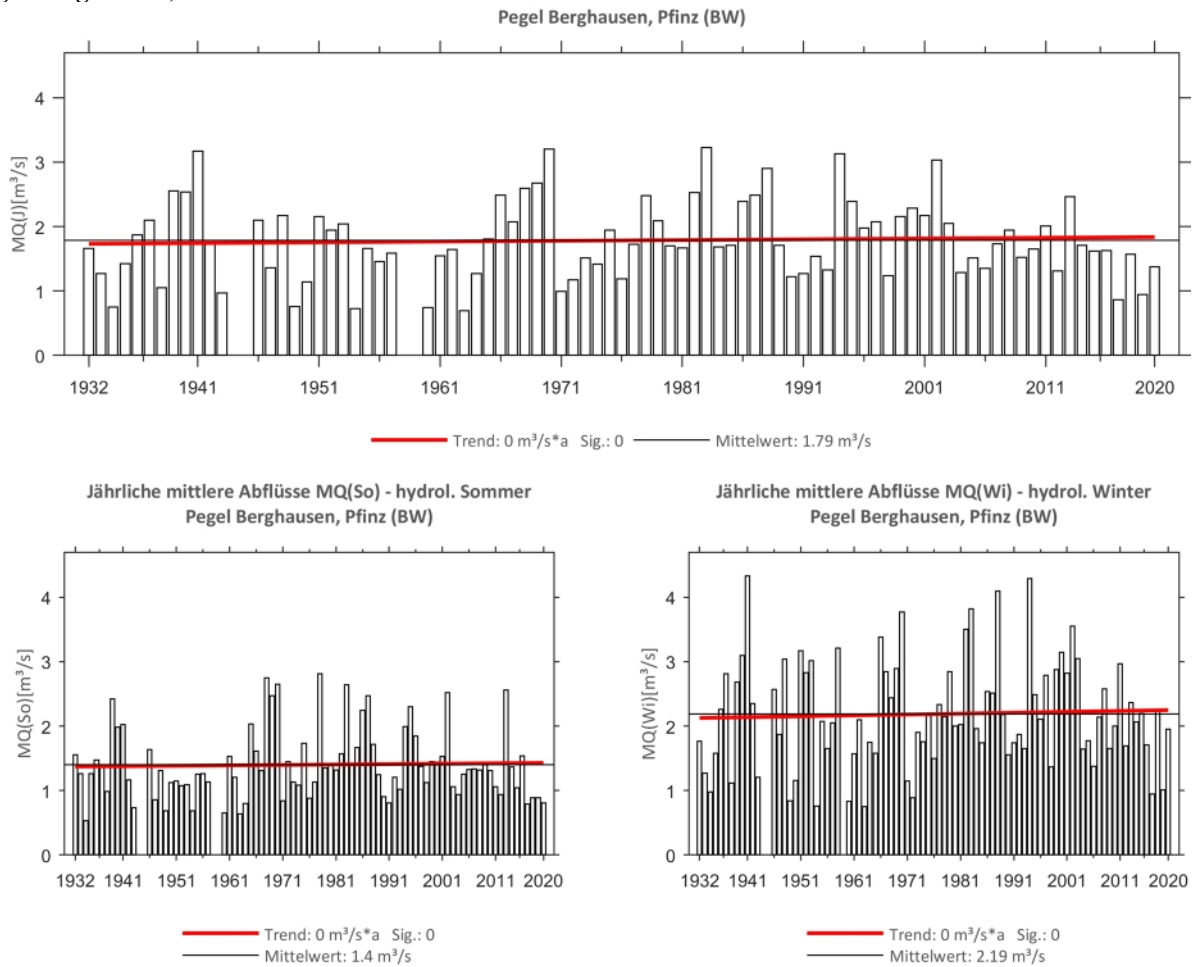 Pegel Berghausen, Pfinz (BW)
MQ(J)[m³/s]
4
3
2
1
0
1932 1941 1951 1961 1971 1981 1991 2001 2011 2020
Trend: 0 m³/s*a Sig.: 0 Mittelwert: 1.79 m³/s
Jährliche mittlere Abflüsse MQ(So) - hydrol. Sommer
Pegel Berghausen, Pfinz (BW)
MQ(So)[m³/s]
4
3
2
1
0
1932 1941 1951 1961 1971 1981 1991 2001 2011 2020
Trend: 0 m³/s*a Sig.: 0
Mittelwert: 1.4 m³/s
Jährliche mittlere Abflüsse MQ(Wi) - hydrol. Winter
Pegel Berghausen, Pfinz (BW)
MQ(Wi)[m³/s]
4
3
2
1
0
1932 1941 1951 1961 1971 1981 1991 2001 2011 2020
Trend: 0 m³/s*a Sig.: 0
Mittelwert: 2.19 m³/s